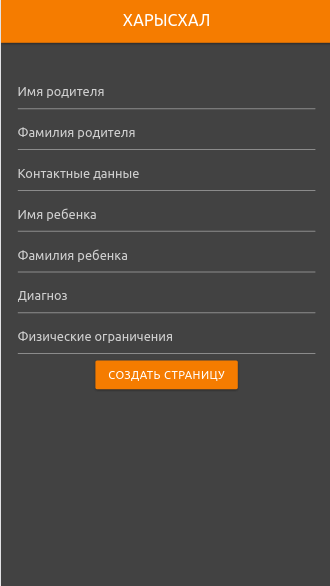 ХАРЫСХАЛ
Имя родителя
Фамилия родителя
Контактные данные
Имя ребенка
Фамилия ребенка
Диагноз
Физические ограничения
СОЗДАТЬ СТРАНИЦУ